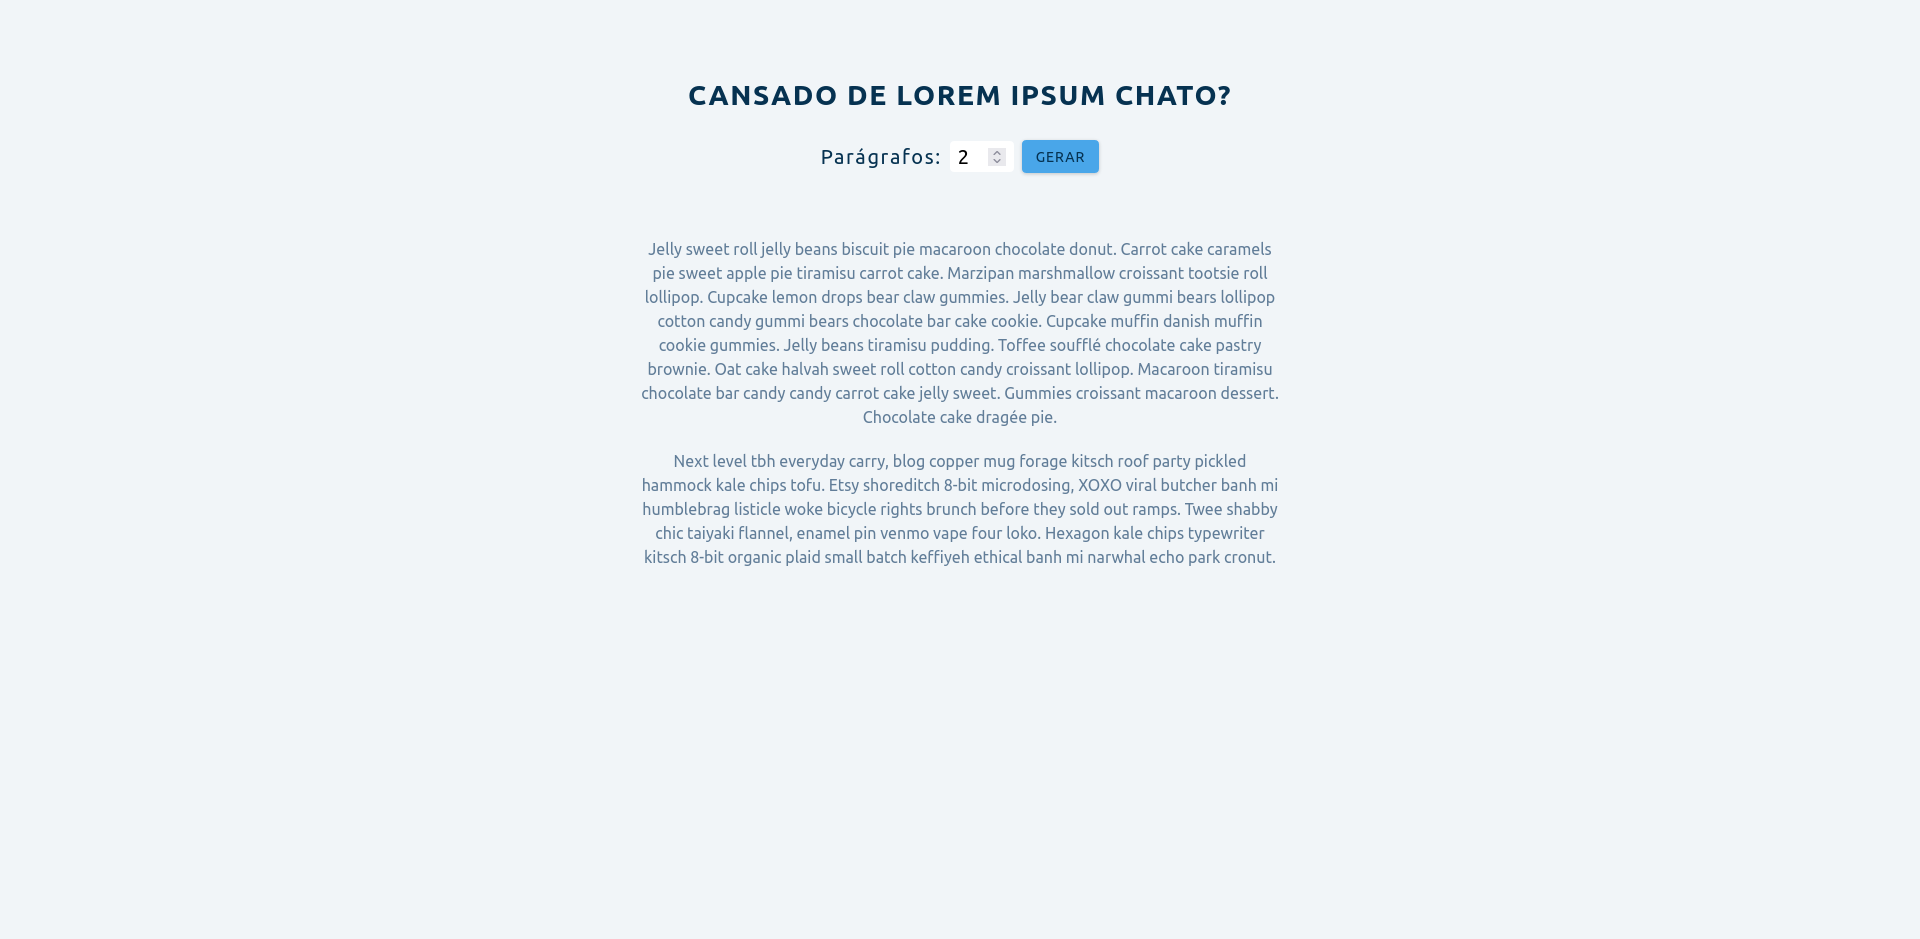 CANSADO DE LOREM IPSUM CHATO?
Parágrafos: 2 GERAR
Jelly sweet roll jelly beans biscuit pie macaroon chocolate donut. Carrot cake caramels
pie sweet apple pie tiramisu carrot cake. Marzipan marshmallow croissant tootsie roll
lollipop. Cupcake lemon drops bear claw gummies. Jelly bear claw gummi bears lollipop
cotton candy gummi bears chocolate bar cake cookie. Cupcake muffin danish muffin
cookie gummies. Jelly beans tiramisu pudding. Toffee soufflé chocolate cake pastry
brownie. Oat cake halvah sweet roll cotton candy croissant lollipop. Macaroon tiramisu
chocolate bar candy candy carrot cake jelly sweet. Gummies croissant macaroon dessert.
Chocolate cake dragée pie.
Next level tbh everyday carry, blog copper mug forage kitsch roof party pickled
hammock kale chips tofu. Etsy shoreditch 8-bit microdosing, XOXO viral butcher banh mi
humblebrag listicle woke bicycle rights brunch before they sold out ramps. Twee shabby
chic taiyaki flannel, enamel pin venmo vape four loko. Hexagon kale chips typewriter
kitsch 8-bit organic plaid small batch keffiyeh ethical banh mi narwhal echo park cronut.